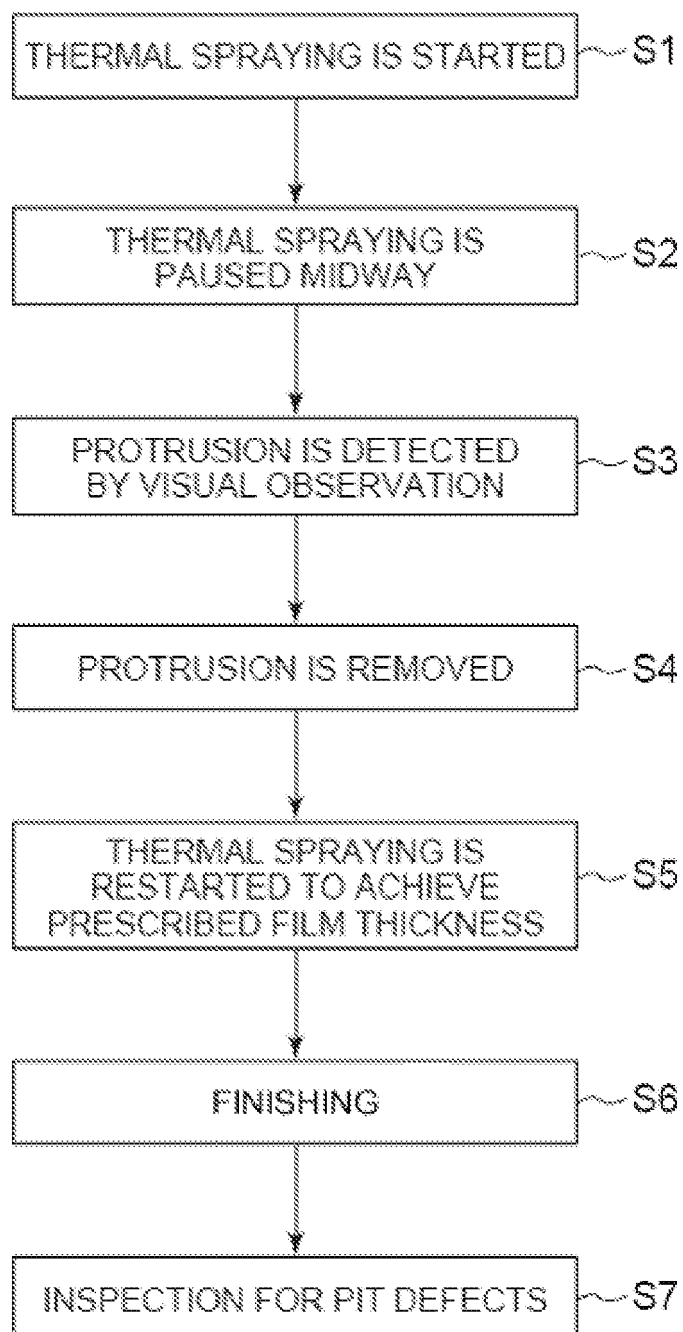 THERMAL SPRAYING IS STARTED
S1
THERMAL SPRAYING IS
PAUSED MIDWAY
S2
PROTRUSION IS DETECTED
BY VISUAL OBSERVATION
S3
PROTRUSION IS REMOVED
S4
THERMAL SPRAYING IS
RESTARTED TO ACHIEVE
PRESCRIBED FILM THICKNESS
S5
FINISHING
S6
INSPECTION FOR PIT DEFECTS
S7